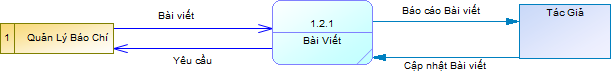 Bài viết
Báo cáo Bài viết
Tác Giả
1
Quản Lý Báo Chí
1.2.1
Bài Viết
Yêu cầu
Cập nhật Bài viết